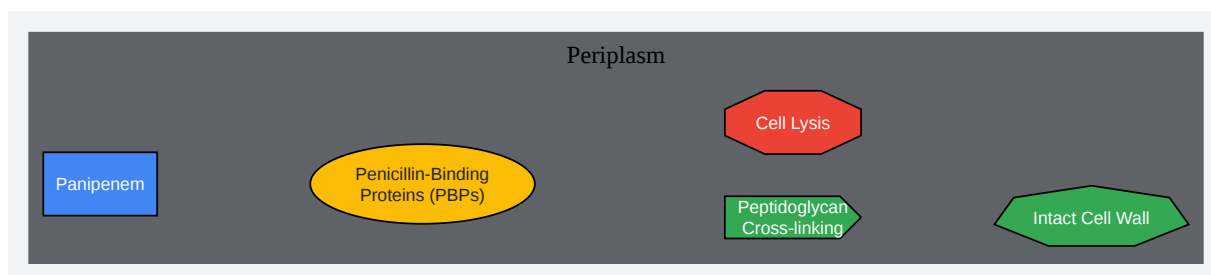 Periplasm
Cell Lysis
Panipenem
Penicillin-Binding
Proteins (PBPs)
Peptidoglycan
Cross-linking
Intact Cell Wall